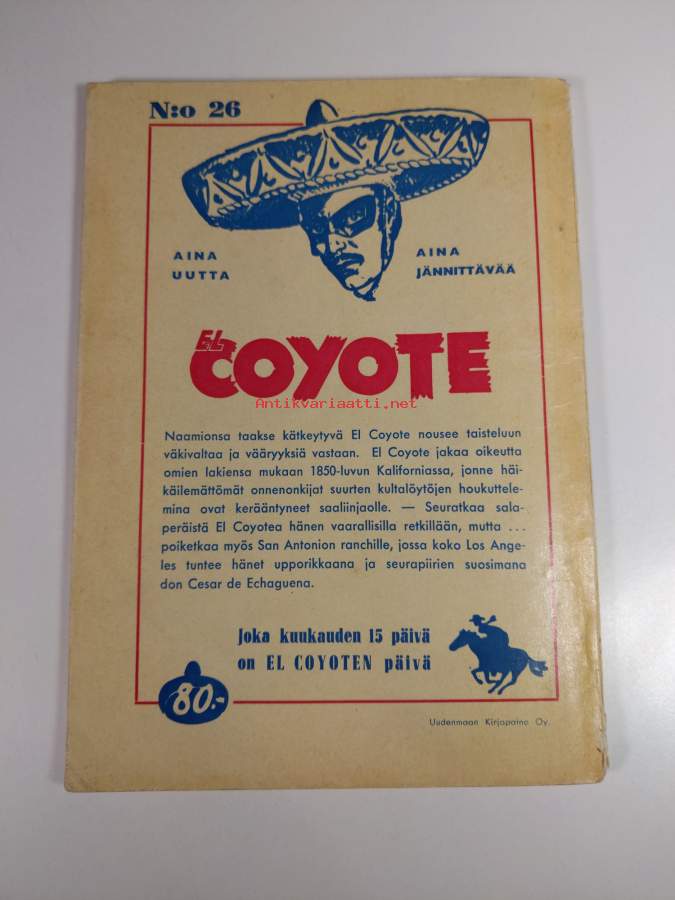 N:o 26
AINA
UUTTA
AINA
JÄNNITTÄVÄÄ
EL
COYOTE
Antikvariaatti.net
Naamionsa taakse kätkeytyvä El Coyote nousee taisteluun
väkivaltaa ja vääryyksiä vastaan. El Coyote jakaa oikeutta
omien lakiensa mukaan 1850-luvun Kaliforniassa, jonne häi-
käilemättömät onnenonkijat suurten kultalöytöjen houkuttele-
mina ovat kerääntyneet saaliinjaolle. — Seuratkaa sala-
peräistä El Coyotea hänen vaarallisilla retkillään, mutta ...
poiketkaa myös San Antonion ranchille, jossa koko Los Ange-
les tuntee hänet upporikkaana ja seurapiirien suosimana
don Cesar de Echaguena.
Joka kuukauden 15 päivä
on EL COYOTEN päivä
80.-
Uudenmaan Kirjapaino Oy.